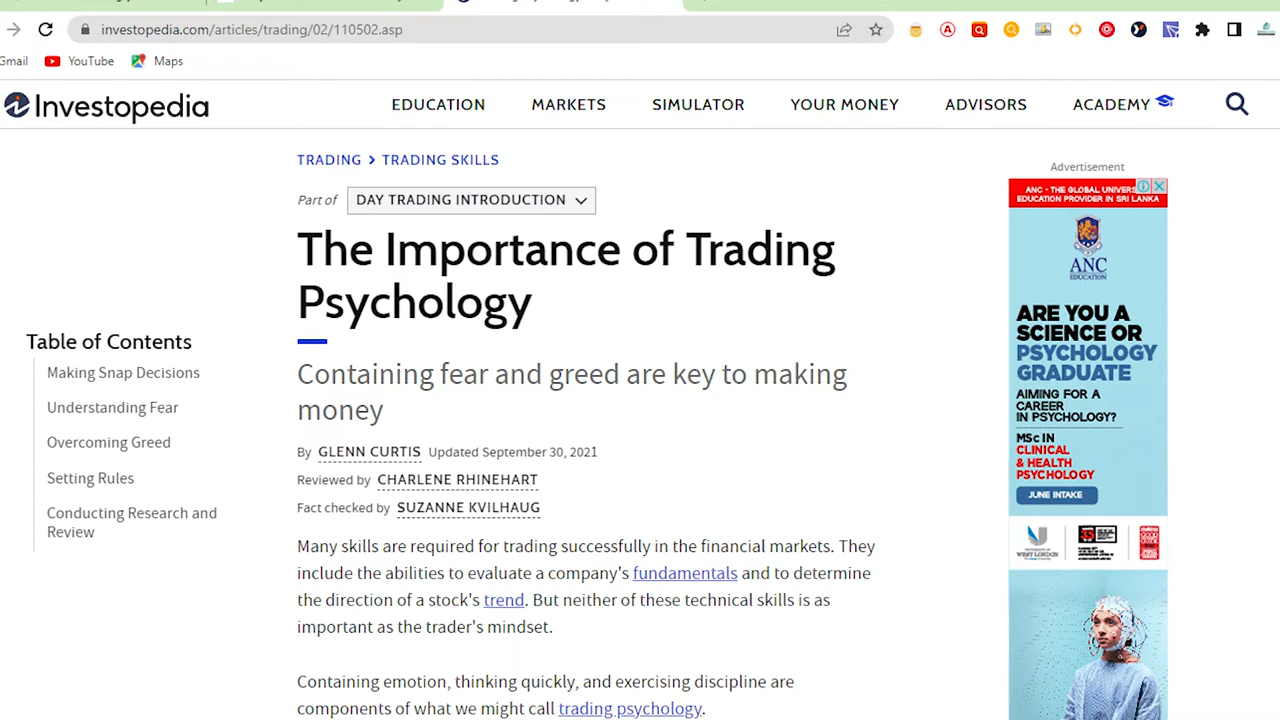 investopedia.com/articles/trading/02/110502.asp
Gmail YouTube Maps
Investopedia
EDUCATION MARKETS SIMULATOR YOUR MONEY ADVISORS ACADEMY
TRADING > TRADING SKILLS
Part of DAY TRADING INTRODUCTION
The Importance of Trading
Psychology
Containing fear and greed are key to making
money
By GLENN CURTIS Updated September 30, 2021
Reviewed by CHARLENE RHINEHART
Fact checked by SUZANNE KVILHAUG
Many skills are required for trading successfully in the financial markets. They
include the abilities to evaluate a company's fundamentals and to determine
the direction of a stock's trend. But neither of these technical skills is as
important as the trader's mindset.
Containing emotion, thinking quickly, and exercising discipline are
components of what we might call trading psychology.
Table of Contents
Making Snap Decisions
Understanding Fear
Overcoming Greed
Setting Rules
Conducting Research and
Review
Advertisement
ANC - THE GLOBAL
EDUCATION PROVIDER IN SRI LANKA
ANC
EDUCATION
ARE YOU A
SCIENCE OR
PSYCHOLOGY
GRADUATE
AIMING FOR A
CAREER
IN PSYCHOLOGY?
MSc IN
CLINICAL
& HEALTH
PSYCHOLOGY
JUNE INTAKE
UNIVERSITY OF
WEST LONDON